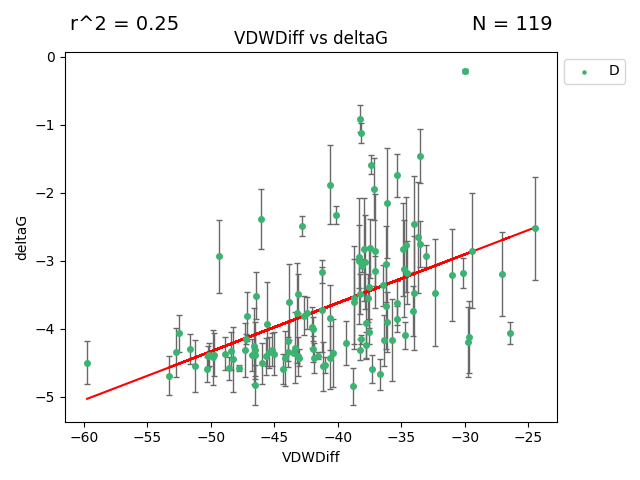 r^2 = 0.25
N = 119
VDWDiff vs deltaG
D
deltaG
0
−1
−2
−3
−4
−5
−60 −55 −50 −45 −40 −35 −30 −25
VDWDiff